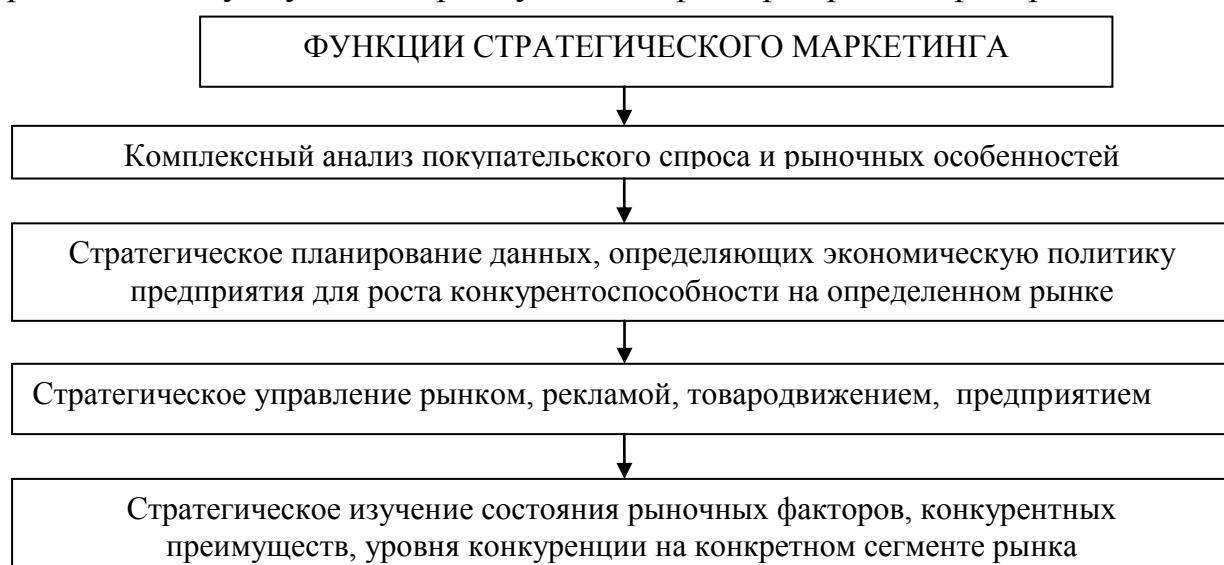 ФУНКЦИИ СТРАТЕГИЧЕСКОГО МАРКЕТИНГА
Комплексный анализ покупательского спроса и рыночных особенностей
Стратегическое планирование данных, определяющих экономическую политику
предприятия для роста конкурентоспособности на определенном рынке
Стратегическое управление рынком, рекламой, товародвижением, предприятием
Стратегическое изучение состояния рыночных факторов, конкурентных
преимуществ, уровня конкуренции на конкретном сегменте рынка